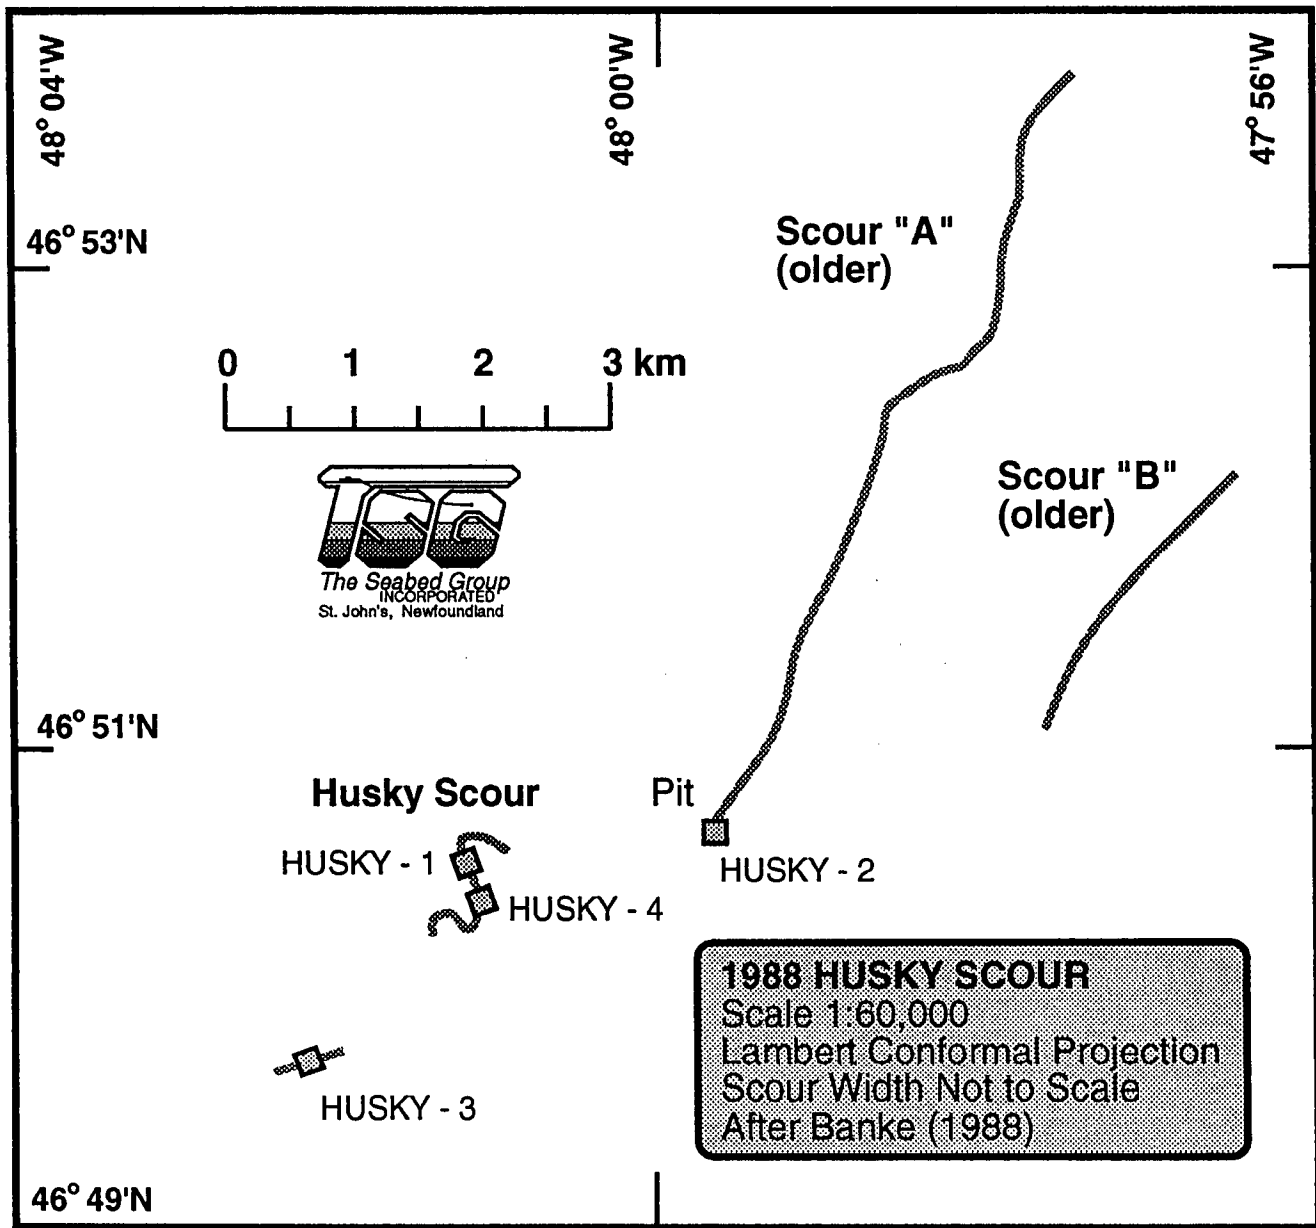 48° 04'W
48° 00'W
47° 56'W
46° 53'N
Scour "A"
(older)
0 1 2 3 km
Scour "B"
(older)
The Seabed Group
INCORPORATED
St. John's, Newfoundland
46° 51'N
Husky Scour
Pit
HUSKY - 1
HUSKY - 2
HUSKY - 4
1988 HUSKY SCOUR
Scale 1:60,000
Lambert Conformal Projection
Scour Width Not to Scale
After Banke (1988)
HUSKY - 3
46° 49'N